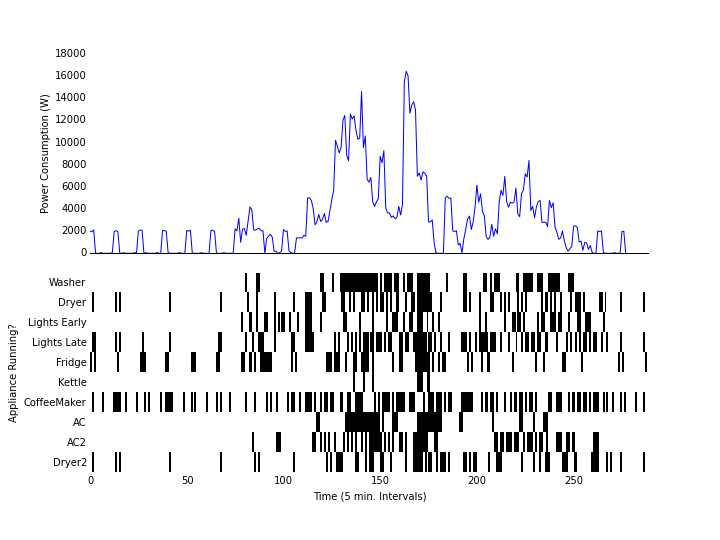 18000
16000
14000
12000
10000
8000
6000
4000
2000
0
Power Consumption (W)
Washer
Dryer
Lights Early
Lights Late
Fridge
Kettle
CoffeeMaker
AC
AC2
Dryer2
Appliance Running?
0 50 100 150 200 250
Time (5 min. Intervals)